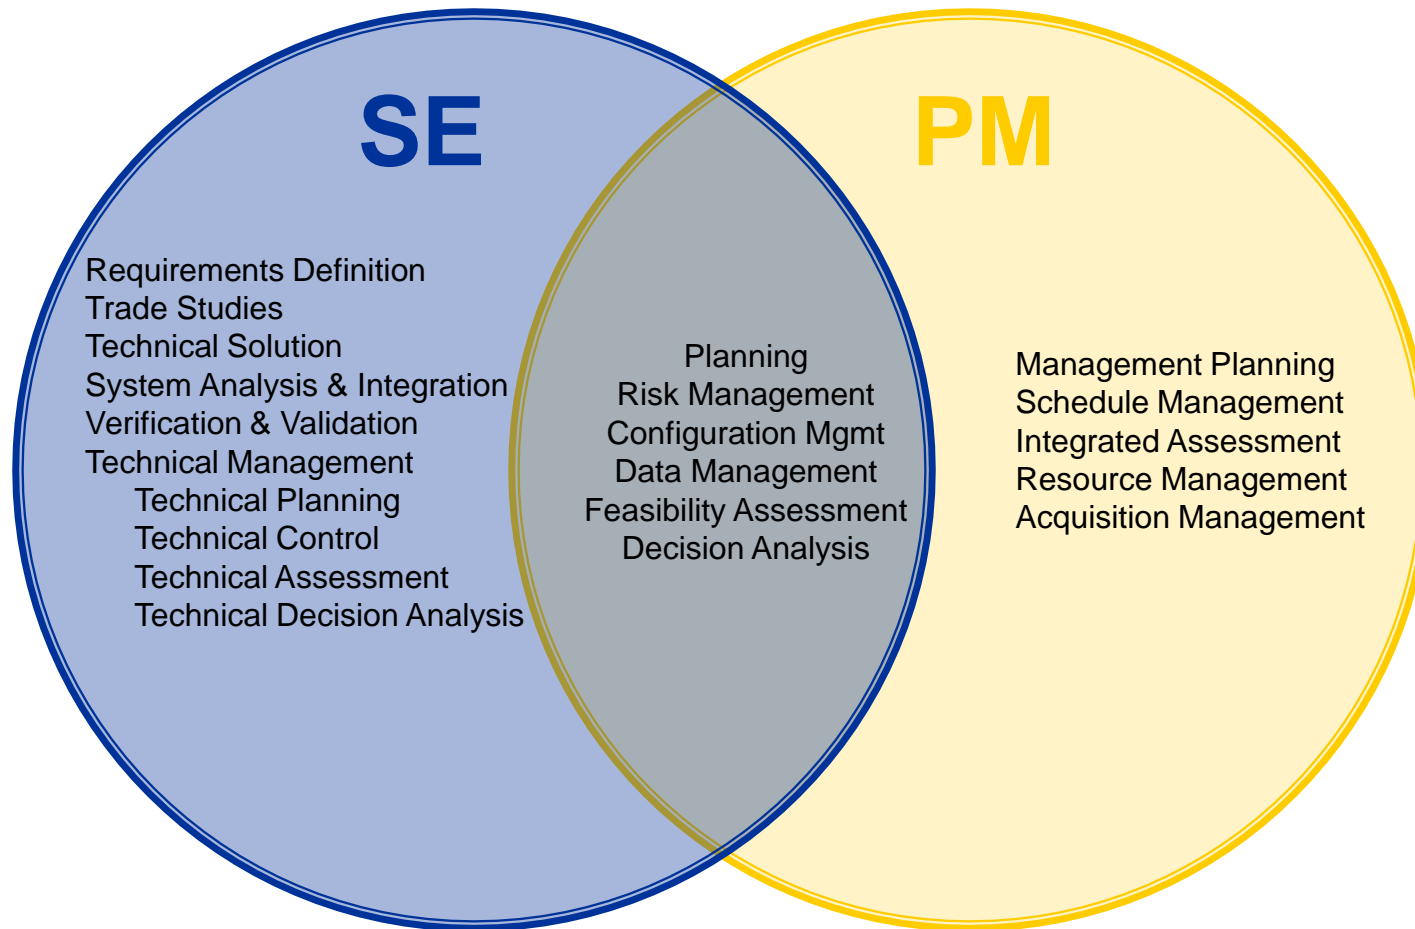 SE
PM
Requirements Definition
Trade Studies
Technical Solution
System Analysis & Integration
Verification & Validation
Technical Management
Technical Planning
Technical Control
Technical Assessment
Technical Decision Analysis
Planning
Risk Management
Configuration Mgmt
Data Management
Feasibility Assessment
Decision Analysis
Management Planning
Schedule Management
Integrated Assessment
Resource Management
Acquisition Management